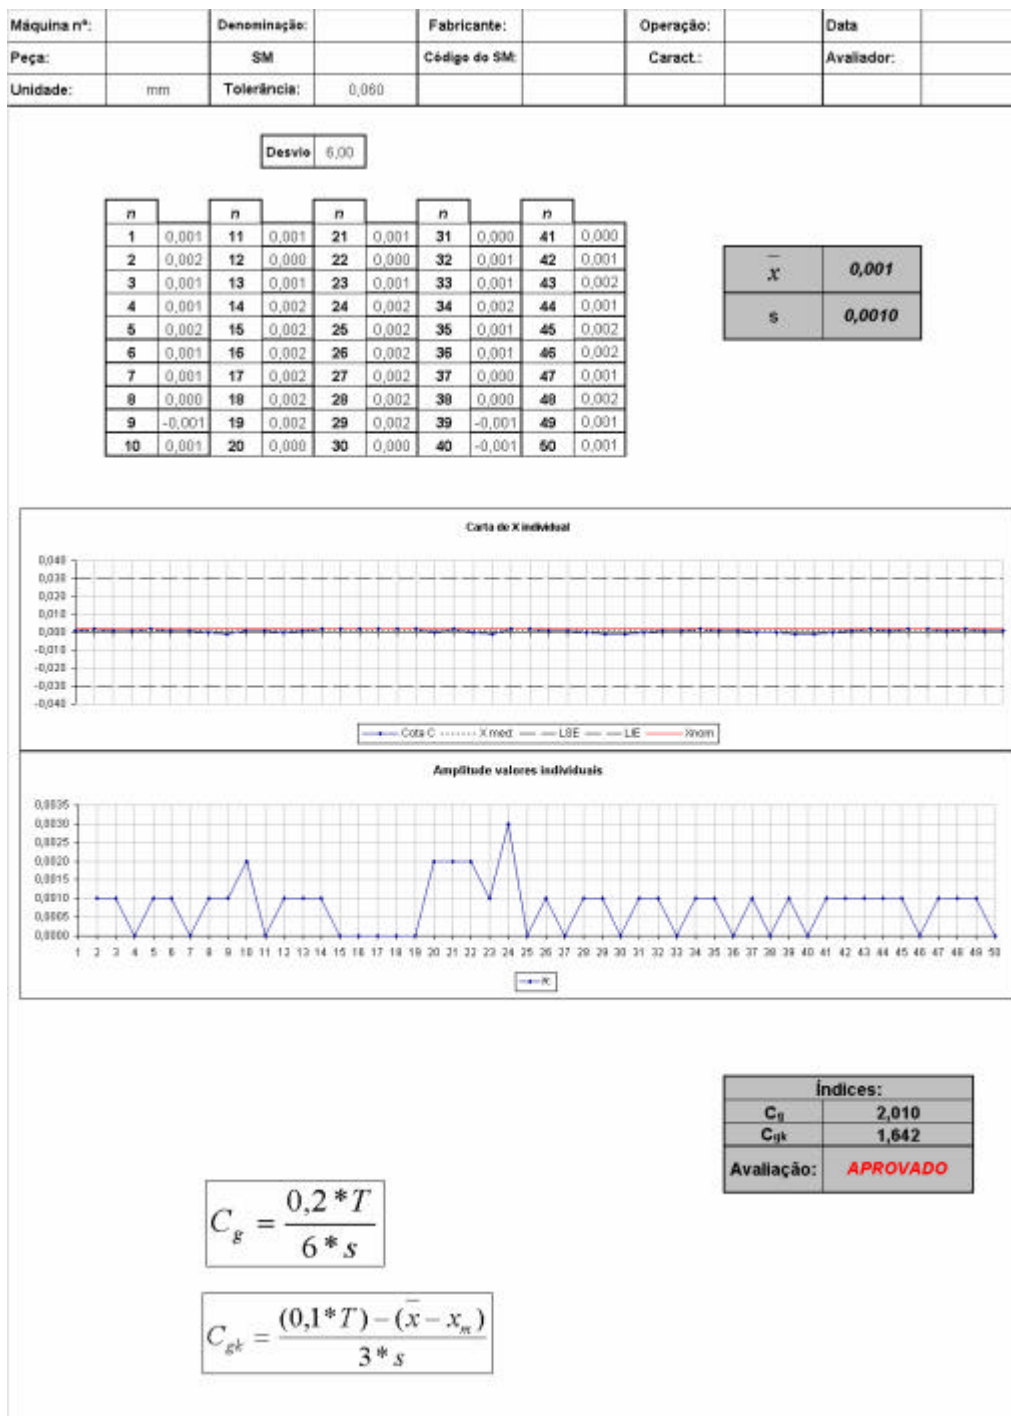 Máquina nº: Denominação: Fabricante: Operação: Data
Peça: SM Código do SM: Caract.: Avaliador:
Unidade: mm Tolerância: 0,060
Desvio 6,00
n n n n n
1 0,001 11 0,001 21 0,001 31 0,000 41 0,000
2 0,002 12 0,000 22 0,000 32 0,001 42 0,001
3 0,001 13 0,001 23 0,001 33 0,001 43 0,002
4 0,001 14 0,002 24 0,002 34 0,002 44 0,001
5 0,002 15 0,002 25 0,002 35 0,001 45 0,002
6 0,001 16 0,002 26 0,002 36 0,001 46 0,002
7 0,001 17 0,002 27 0,002 37 0,000 47 0,001
8 0,000 18 0,002 28 0,002 38 0,000 48 0,002
9 -0,001 19 0,002 29 0,002 39 -0,001 49 0,001
10 0,001 20 0,000 30 0,000 40 -0,001 50 0,001
x̄ 0,001
s 0,0010
Carta de X individual
0,040
0,030
0,020
0,010
0,000
-0,010
-0,020
-0,030
-0,040
Cota C X med LSE LIE Xnom
Amplitude valores individuais
0,0035
0,0030
0,0025
0,0020
0,0015
0,0010
0,0005
0,0000
1 2 3 4 5 6 7 8 9 10 11 12 13 14 15 16 17 18 19 20 21 22 23 24 25 26 27 28 29 30 31 32 33 34 35 36 37 38 39 40 41 42 43 44 45 46 47 48 49 50
Índices:
Cg 2,010
Cgk 1,642
Avaliação: APROVADO
C_g = 0,2 * T / 6 * s
C_gk = (0,1 * T) – (x̄ – x_m) / 3 * s